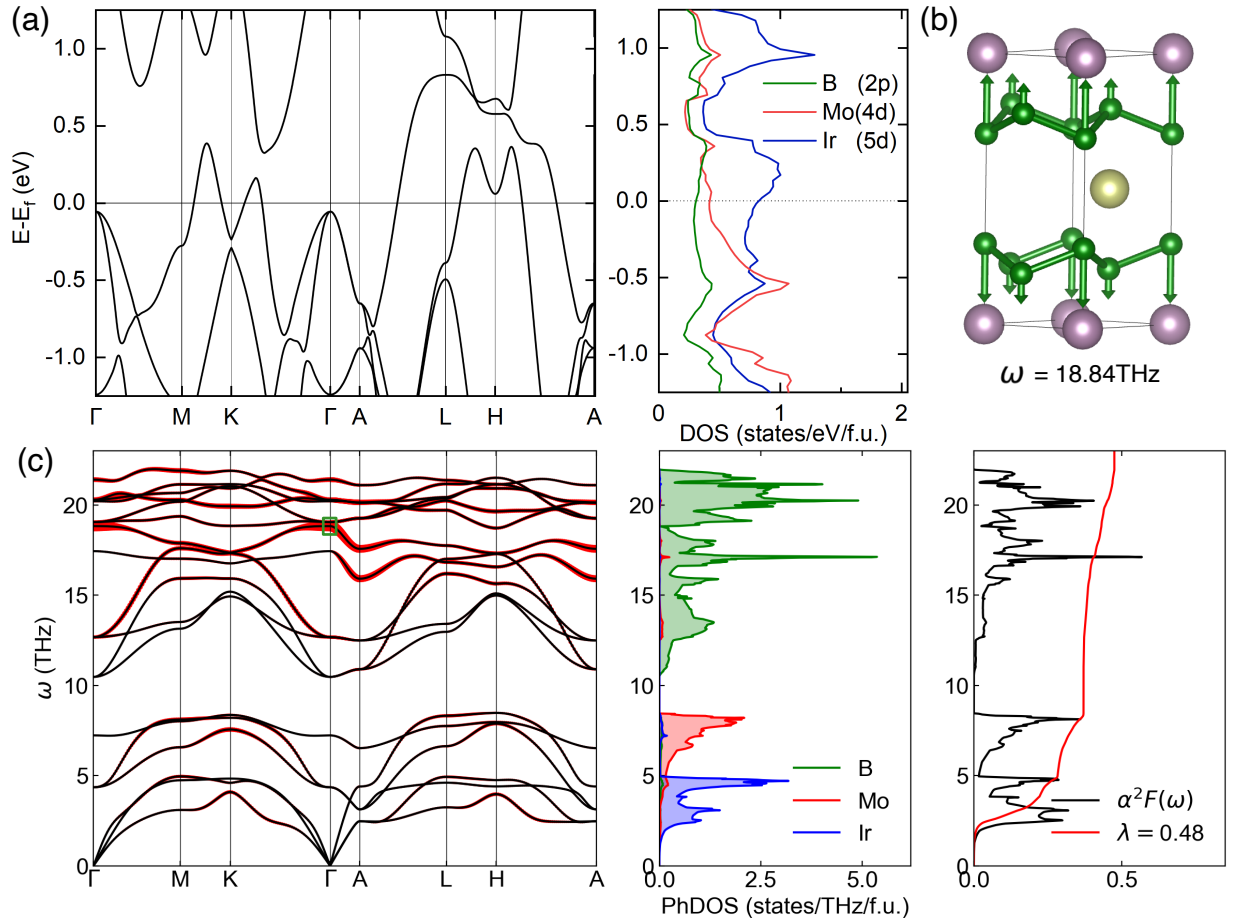 (a)
1.0
0.5
0.0
-0.5
-1.0
E-E_f (eV)
Γ M K Γ A L H A
1.0
0.5
0.0
-0.5
-1.0
B (2p)
Mo(4d)
Ir (5d)
0 1 2
DOS (states/eV/f.u.)
(b)
ω = 18.84THz
(c)
20
15
10
5
0
ω (THz)
Γ M K Γ A L H A
20
15
10
5
0
B
Mo
Ir
0.0 2.5 5.0
PhDOS (states/THz/f.u.)
20
15
10
5
0
α²F(ω)
λ = 0.48
0.0 0.5